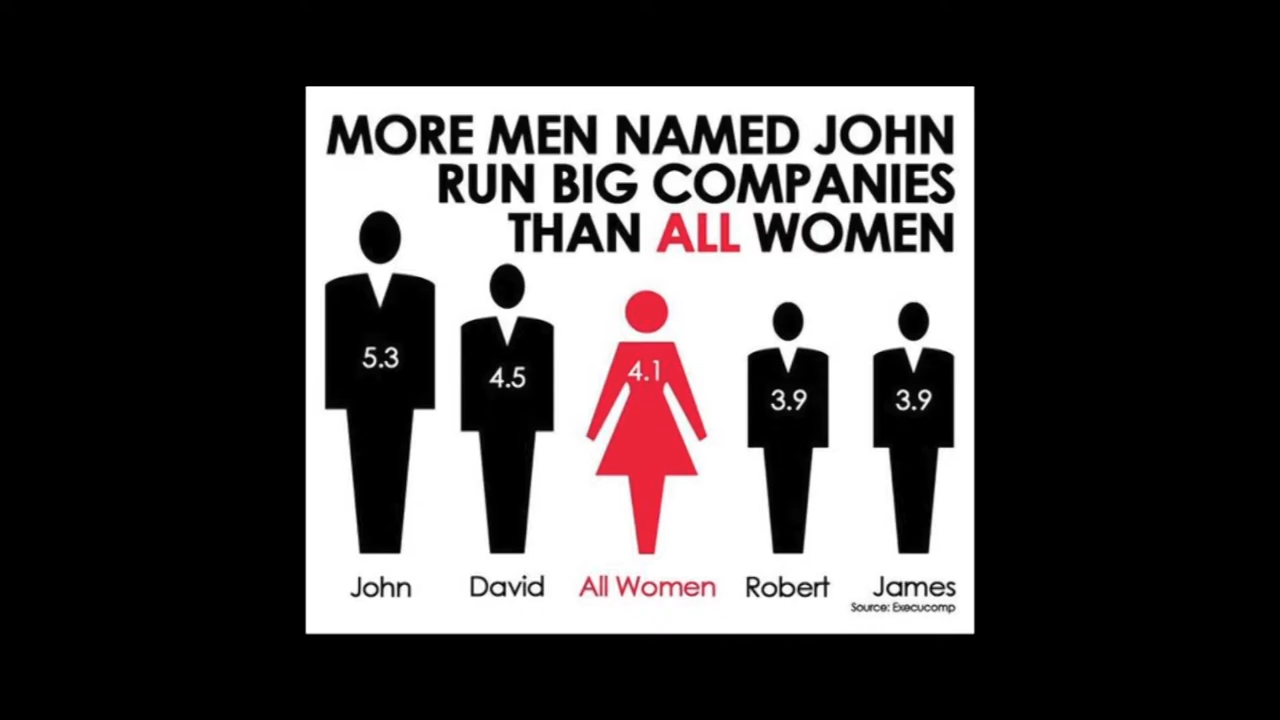 MORE MEN NAMED JOHN
RUN BIG COMPANIES
THAN ALL WOMEN
5.3
4.5
4.1
3.9
3.9
John
David
All Women
Robert
James
Source: Execucomp